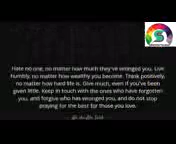 Hate no one, no matter how much they've wronged you. Live
humbly, no matter how wealthy you become. Think positively,
no matter how hard life is. Give much, even if you've been
given little. Keep in touch with the ones who have forgotten
you, and forgive who has wronged you, and do not stop
praying for the best for those you love.